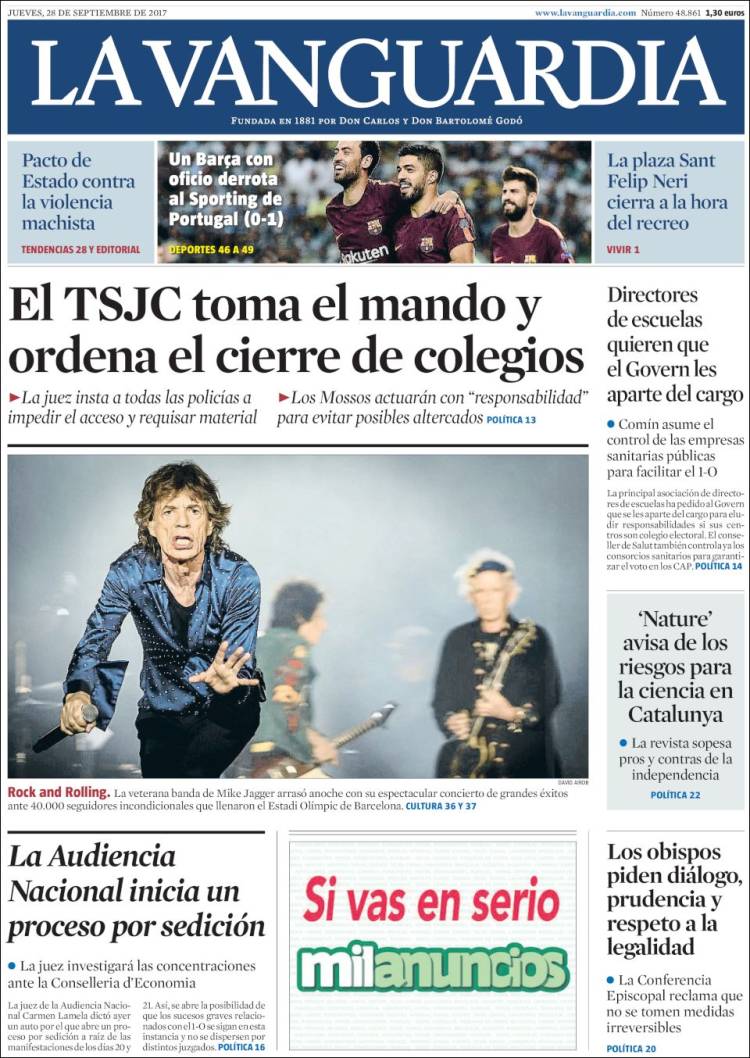 JUEVES, 28 DE SEPTIEMBRE DE 2017
www.lavanguardia.com Número 48.861 1,30 euros
LA VANGUARDIA
FUNDADA EN 1881 POR DON CARLOS Y DON BARTOLOMÉ GODÓ
Pacto de
Estado contra
la violencia
machista
TENDENCIAS 28 Y EDITORIAL
Un Barça con
oficio derrota
al Sporting de
Portugal (0-1)
DEPORTES 46 A 49
Rakuten
La plaza Sant
Felip Neri
cierra a la hora
del recreo
VIVIR 1
El TSJC toma el mando y
ordena el cierre de colegios
►La juez insta a todas las policías a
impedir el acceso y requisar material
►Los Mossos actuarán con “responsabilidad”
para evitar posibles altercados POLÍTICA 13
DAVID AIROB
Rock and Rolling. La veterana banda de Mike Jagger arrasó anoche con su espectacular concierto de grandes éxitos
ante 40.000 seguidores incondicionales que llenaron el Estadi Olímpic de Barcelona. CULTURA 36 Y 37
Directores
de escuelas
quieren que
el Govern les
aparte del cargo
● Comín asume el
control de las empresas
sanitarias públicas
para facilitar el 1-O
La principal asociación de directo-
res de escuelas ha pedido al Govern
que se les aparte del cargo para elu-
dir responsabilidades si sus cen-
tros son colegio electoral. El conse-
ller de Salut también controla ya los
consorcios sanitarios para garanti-
zar el voto en los CAP. POLÍTICA 14
‘Nature’
avisa de los
riesgos para
la ciencia en
Catalunya
● La revista sopesa
pros y contras de la
independencia
POLÍTICA 22
La Audiencia
Nacional inicia un
proceso por sedición
● La juez investigará las concentraciones
ante la Conselleria d’Economia
La juez de la Audiencia Nacio-
nal Carmen Lamela dictó ayer
un auto por el que abre un pro-
ceso por sedición a raíz de las
manifestaciones de los días 20 y
21. Así, se abre la posibilidad de
que los sucesos graves relacio-
nados con el 1-O se sigan en esta
instancia y no se dispersen por
distintos juzgados. POLÍTICA 16
Si vas en serio
milanuncios
Los obispos
piden diálogo,
prudencia y
respeto a la
legalidad
● La Conferencia
Episcopal reclama que
no se tomen medidas
irreversibles
POLÍTICA 20